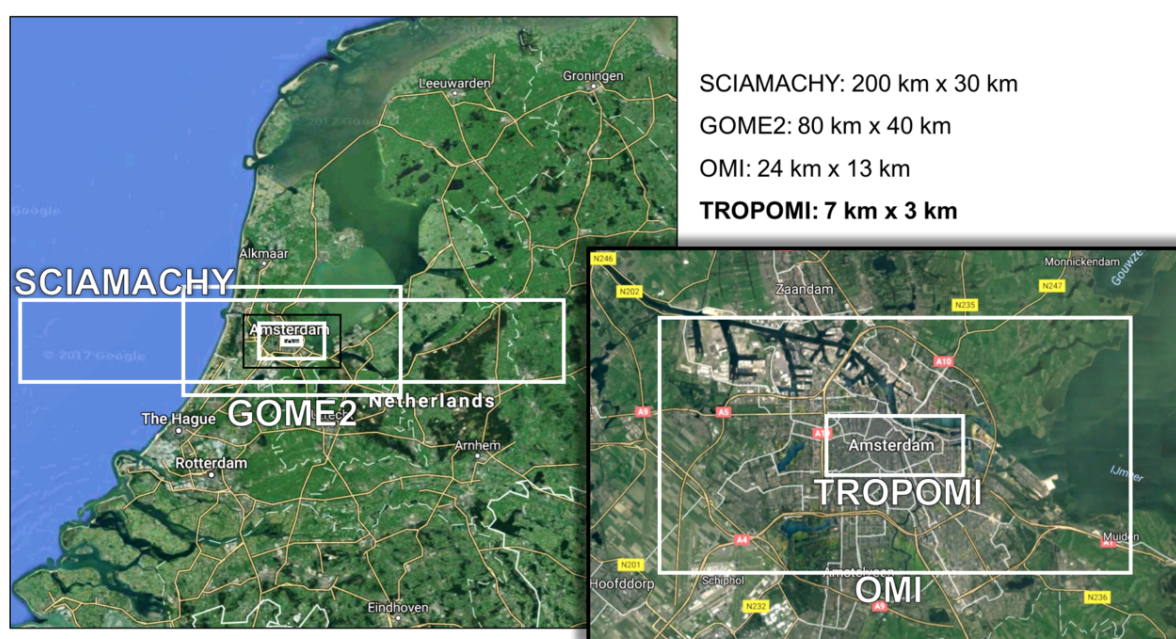 SCIAMACHY: 200 km x 30 km
GOME2: 80 km x 40 km
OMI: 24 km x 13 km
TROPOMI: 7 km x 3 km
Leeuwarden
Groningen
Google
Alkmaar
SCIAMACHY
Amsterdam
© 2017 Google
GOME2
Netherlands
The Hague
Arnhem
Rotterdam
Eindhoven
N246
Monnickendam
N202
Zaandam
N247
N235
A10
A9
A5
Amsterdam
TROPOMI
IJmeer
A4
A1
Muiden
N201
Hoofddorp
Schiphol
Amstelveen
OMI
N232
A9
N236